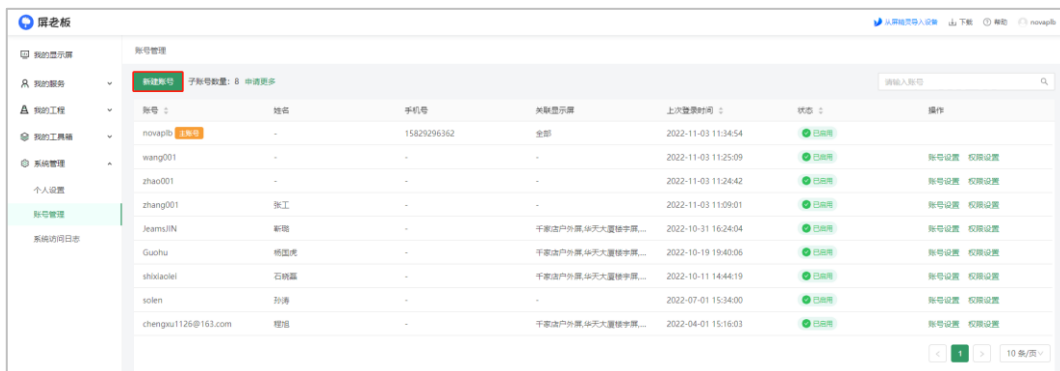 屏老板
从屏精灵导入设备 下载 帮助 novaplb
我的显示屏
我的服务
我的工程
我的工具箱
系统管理
个人设置
账号管理
系统访问日志
账号管理
新建账号 子账号数量: 8 申请更多 请输入账号
账号 姓名 手机号 关联显示屏 上次登录时间 状态 操作
novaplb 主账号 - 15829296362 全部 2022-11-03 11:34:54 已启用
wang001 - - - 2022-11-03 11:25:09 已启用 账号设置 权限设置
zhao001 - - - 2022-11-03 11:24:42 已启用 账号设置 权限设置
zhang001 张工 - - 2022-11-03 11:09:01 已启用 账号设置 权限设置
JeamsJIN 靳璐 - 千家店户外屏,华天大厦楼宇屏,... 2022-10-31 16:24:04 已启用 账号设置 权限设置
Guohu 杨国虎 - 千家店户外屏,华天大厦楼宇屏,... 2022-10-19 19:40:06 已启用 账号设置 权限设置
shixiaolei 石晓磊 - 千家店户外屏,华天大厦楼宇屏,... 2022-10-11 14:44:19 已启用 账号设置 权限设置
solen 孙涛 - - 2022-07-01 15:34:00 已启用 账号设置 权限设置
chengxu1126@163.com 程旭 - 千家店户外屏,华天大厦楼宇屏,... 2022-04-01 15:16:03 已启用 账号设置 权限设置
< 1 > 10 条/页